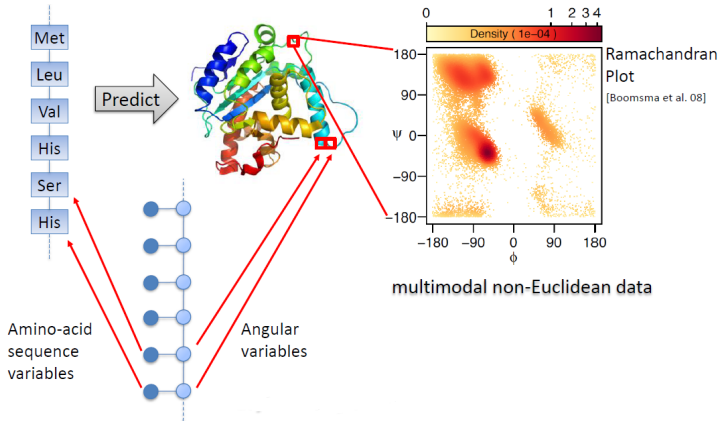 Met
Leu
Val
His
Ser
His
Predict
Amino-acid
sequence
variables
Angular
variables
0 1 2 3 4
Density ( 1e−04 )
180
90
0
−90
−180
ψ
−180 −90 0 90 180
ϕ
Ramachandran
Plot
[Boomsma et al. 08]
multimodal non-Euclidean data